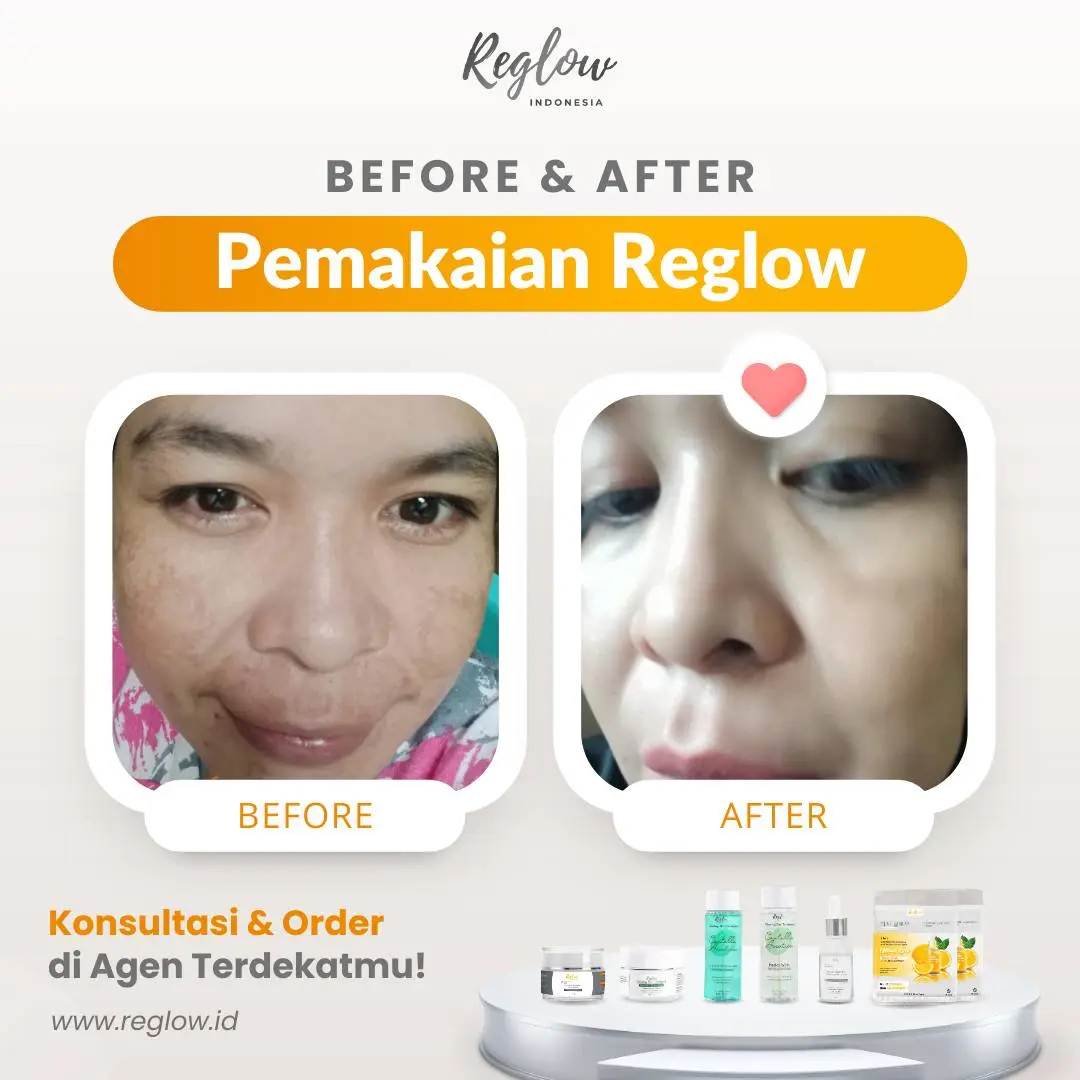 Reglow
INDONESIA
BEFORE & AFTER
Pemakaian Reglow
BEFORE
AFTER
Konsultasi & Order
di Agen Terdekatmu!
www.reglow.id